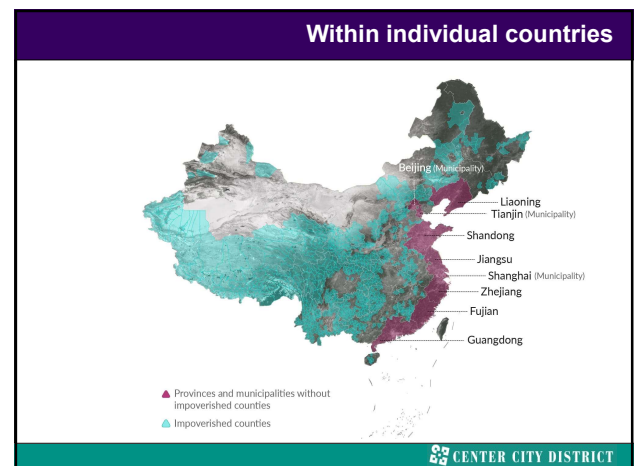 Within individual countries
Beijing (Municipality)
Liaoning
Tianjin (Municipality)
Shandong
Jiangsu
Shanghai (Municipality)
Zhejiang
Fujian
Guangdong
Provinces and municipalities without
impoverished counties
Impoverished counties
CENTER CITY DISTRICT